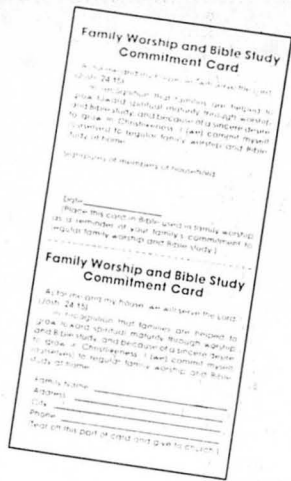 Family Worship and Bible Study
Commitment Card
As for me and my house, we will serve the Lord
(Josh. 24:15).
In recognition that families are helped to
grow toward spiritual maturity through worship
and Bible study, and because of a sincere desire
to grow in Christlikeness, I (we) commit myself
(ourselves) to regular family worship and Bible
study at home.
Signatures of members of household:
Date
(Place this card in Bible used in family worship
as a reminder of your family's commitment to
regular family worship and Bible study.)
Family Worship and Bible Study
Commitment Card
As for me and my house, we will serve the Lord
(Josh. 24:15).
In recognition that families are helped to
grow toward spiritual maturity through worship
and Bible study, and because of a sincere desire
to grow in Christlikeness, I (we) commit myself
(ourselves) to regular family worship and Bible
study at home.
Family Name
Address
City
Phone
(Tear off this part of card and give to church.)